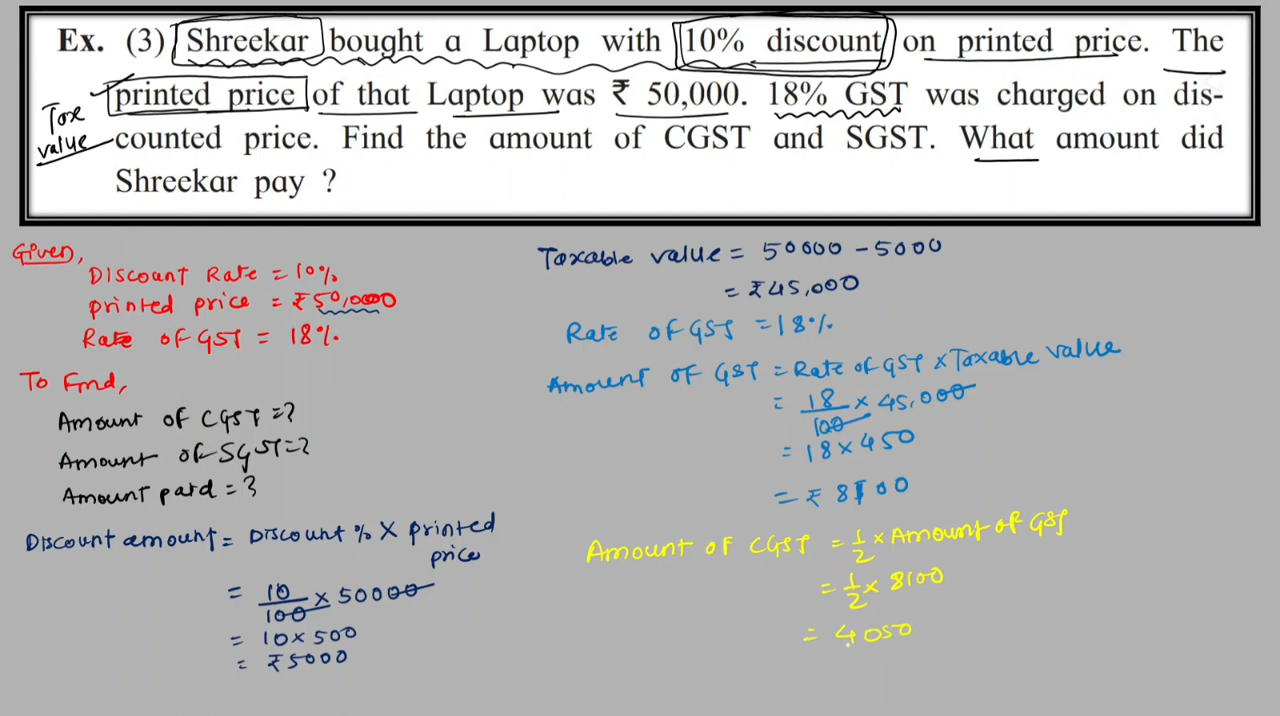 Ex. (3) Shreekar bought a Laptop with 10% discount on printed price. The
printed price of that Laptop was ₹ 50,000. 18% GST was charged on dis-
counted price. Find the amount of CGST and SGST. What amount did
Shreekar pay ?
Tax
value
Given,
Discount Rate = 10%
printed price = ₹50,000
Rate of GST = 18%.
To Find,
Amount of CGST =?
Amount of SGST=?
Amount paid = ?
Discount amount = Discount % X printed
price
= 10/100 × 50000
= 10 × 500
= ₹5000
Taxable value = 50000 - 5000
= ₹45,000
Rate of GST = 18%.
Amount of GST = Rate of GST × Taxable value
= 18/100 × 45,000
= 18 × 450
= ₹ 8100
Amount of CGST = 1/2 × Amount of GST
= 1/2 × 8100
= 4050